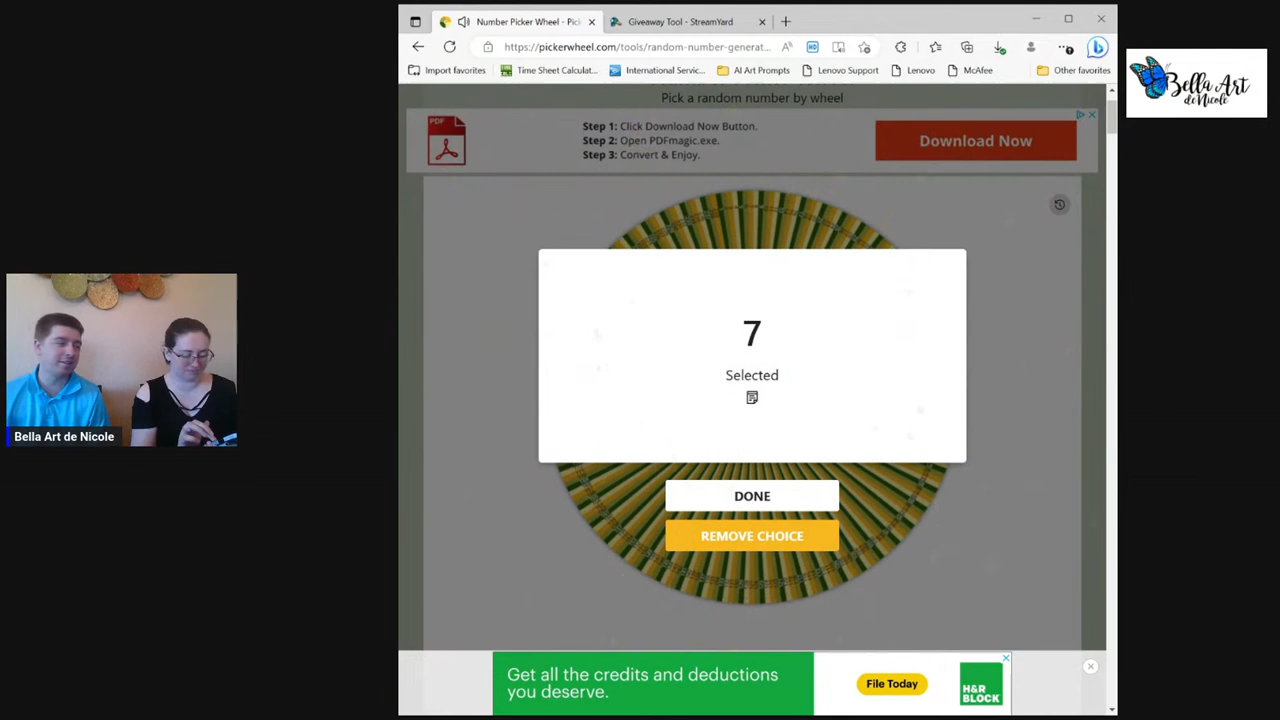 Number Picker Wheel - Pic
Giveaway Tool - StreamYard
https://pickerwheel.com/tools/random-number-generat...
Import favorites
Time Sheet Calculat...
International Servic...
AI Art Prompts
Lenovo Support
Lenovo
McAfee
Other favorites
Pick a random number by wheel
PDF
Step 1: Click Download Now Button.
Step 2: Open PDFmagic.exe.
Step 3: Convert & Enjoy.
Download Now
7
Selected
DONE
REMOVE CHOICE
Get all the credits and deductions
you deserve.
File Today
H&R
BLOCK
Bella Art de Nicole
Bella Art
de Nicole